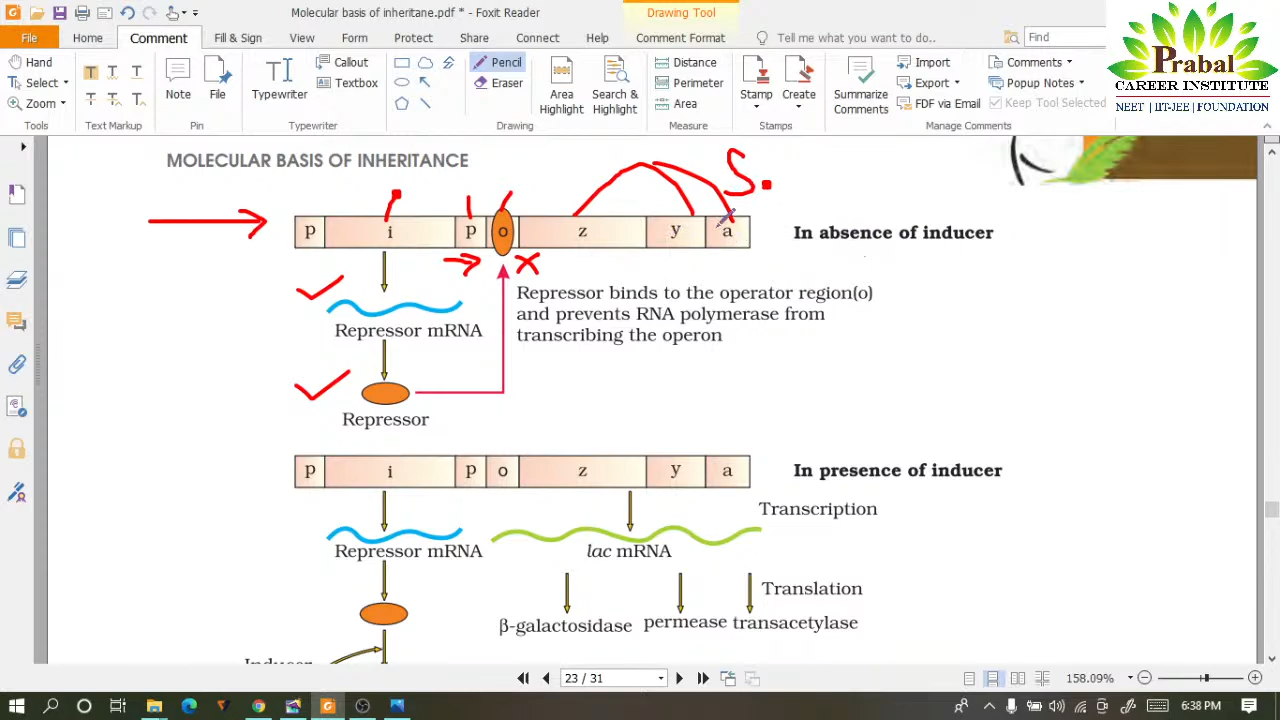 Molecular basis of inheritane.pdf * - Foxit Reader
Drawing Tool
File Home Comment Fill & Sign View Form Protect Share Connect Help Comment Format Tell me what you want to do.. Find
Hand
Select
Zoom
Tools
Text Markup
Note
File
Pin
Typewriter
Callout
Textbox
Typewriter
Pencil
Eraser
Drawing
Area Highlight
Search & Highlight
Distance
Perimeter
Area
Measure
Stamp
Create
Stamps
Summarize Comments
Import
Export
FDF via Email
Comments
Popup Notes
Keep Tool Selected
Manage Comments
Prabal
CAREER INSTITUTE
NEET | IIT-JEE | FOUNDATION
MOLECULAR BASIS OF INHERITANCE
S.
p i p o z y a In absence of inducer
Repressor binds to the operator region(o)
and prevents RNA polymerase from
transcribing the operon
Repressor mRNA
Repressor
p i p o z y a In presence of inducer
Transcription
Repressor mRNA lac mRNA
Translation
β-galactosidase permease transacetylase
Inducer
23 / 31
158.09%
6:38 PM